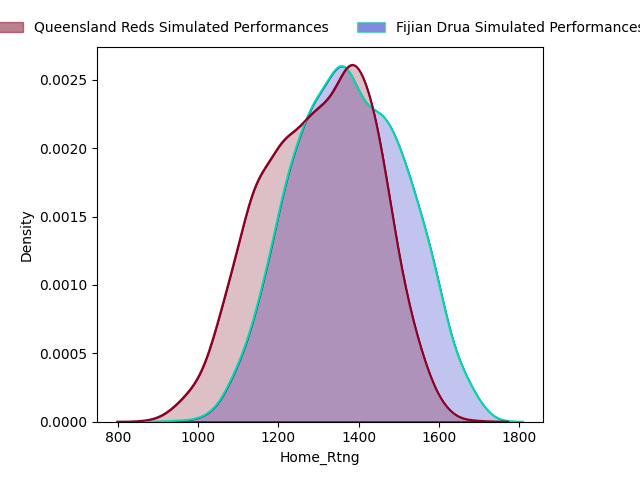 Queensland Reds Simulated Performances
Fijian Drua Simulated Performances
0.0025
0.0020
0.0015
0.0010
0.0005
0.0000
Density
800 1000 1200 1400 1600 1800
Home_Rtng